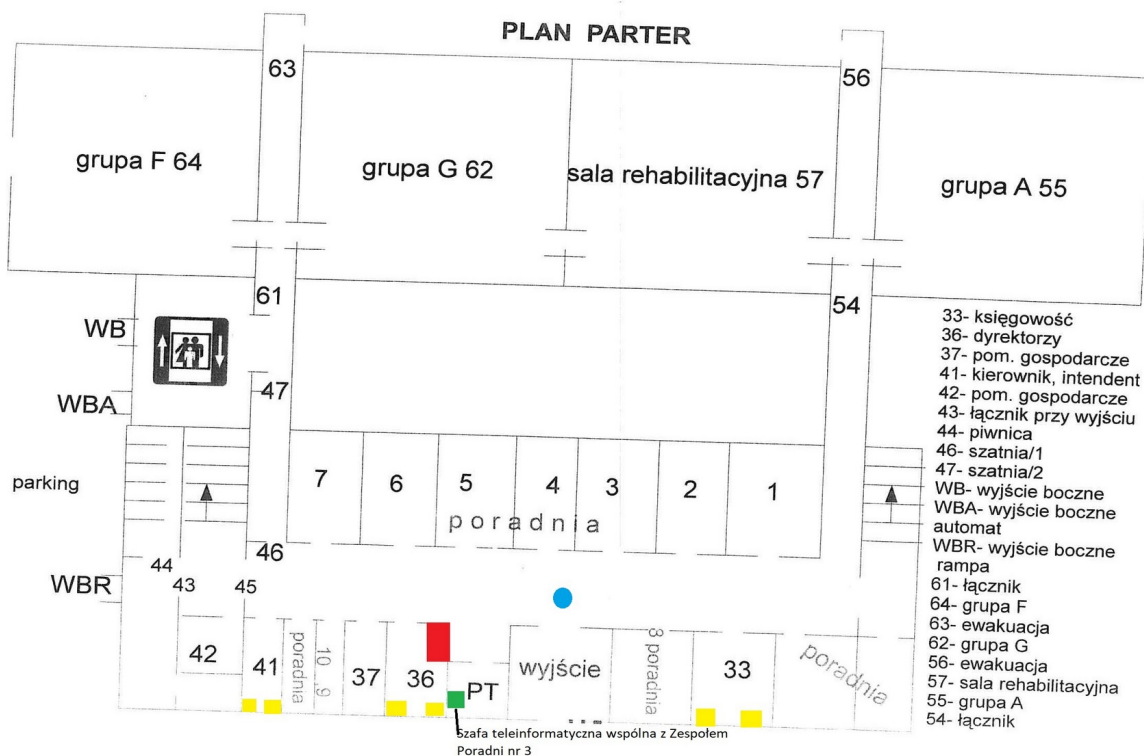 PLAN PARTER
63
56
grupa F 64
grupa G 62
sala rehabilitacyjna 57
grupa A 55
61
54
WB
47
WBA
parking
7
6
5
4
3
2
1
poradnia
46
44
43
45
WBR
42
41
poradnia
10 ,9
37
36
PT
wyjście
3 poradnia
33
poradnia
33- księgowość
36- dyrektorzy
37- pom. gospodarcze
41- kierownik, intendent
42- pom. gospodarcze
43- łącznik przy wyjściu
44- piwnica
46- szatnia/1
47- szatnia/2
WB- wyjście boczne
WBA- wyjście boczne
automat
WBR- wyjście boczne
rampa
61- łącznik
64- grupa F
63- ewakuacja
62- grupa G
56- ewakuacja
57- sala rehabilitacyjna
55- grupa A
54- łącznik
Szafa teleinformatyczna wspólna z Zespołem
Poradni nr 3